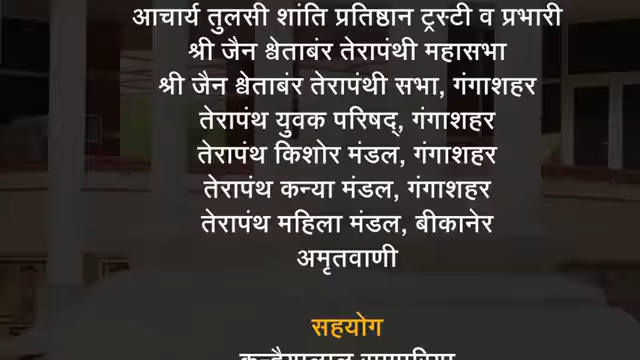 आचार्य तुलसी शांति प्रतिष्ठान ट्रस्टी व प्रभारी
श्री जैन श्वेताबंर तेरापंथी महासभा
श्री जैन श्वेताबंर तेरापंथी सभा, गंगाशहर
तेरापंथ युवक परिषद्, गंगाशहर
तेरापंथ किशोर मंडल, गंगाशहर
तेरापंथ कन्या मंडल, गंगाशहर
तेरापंथ महिला मंडल, बीकानेर
अमृतवाणी
सहयोग
कन्हैयालाल